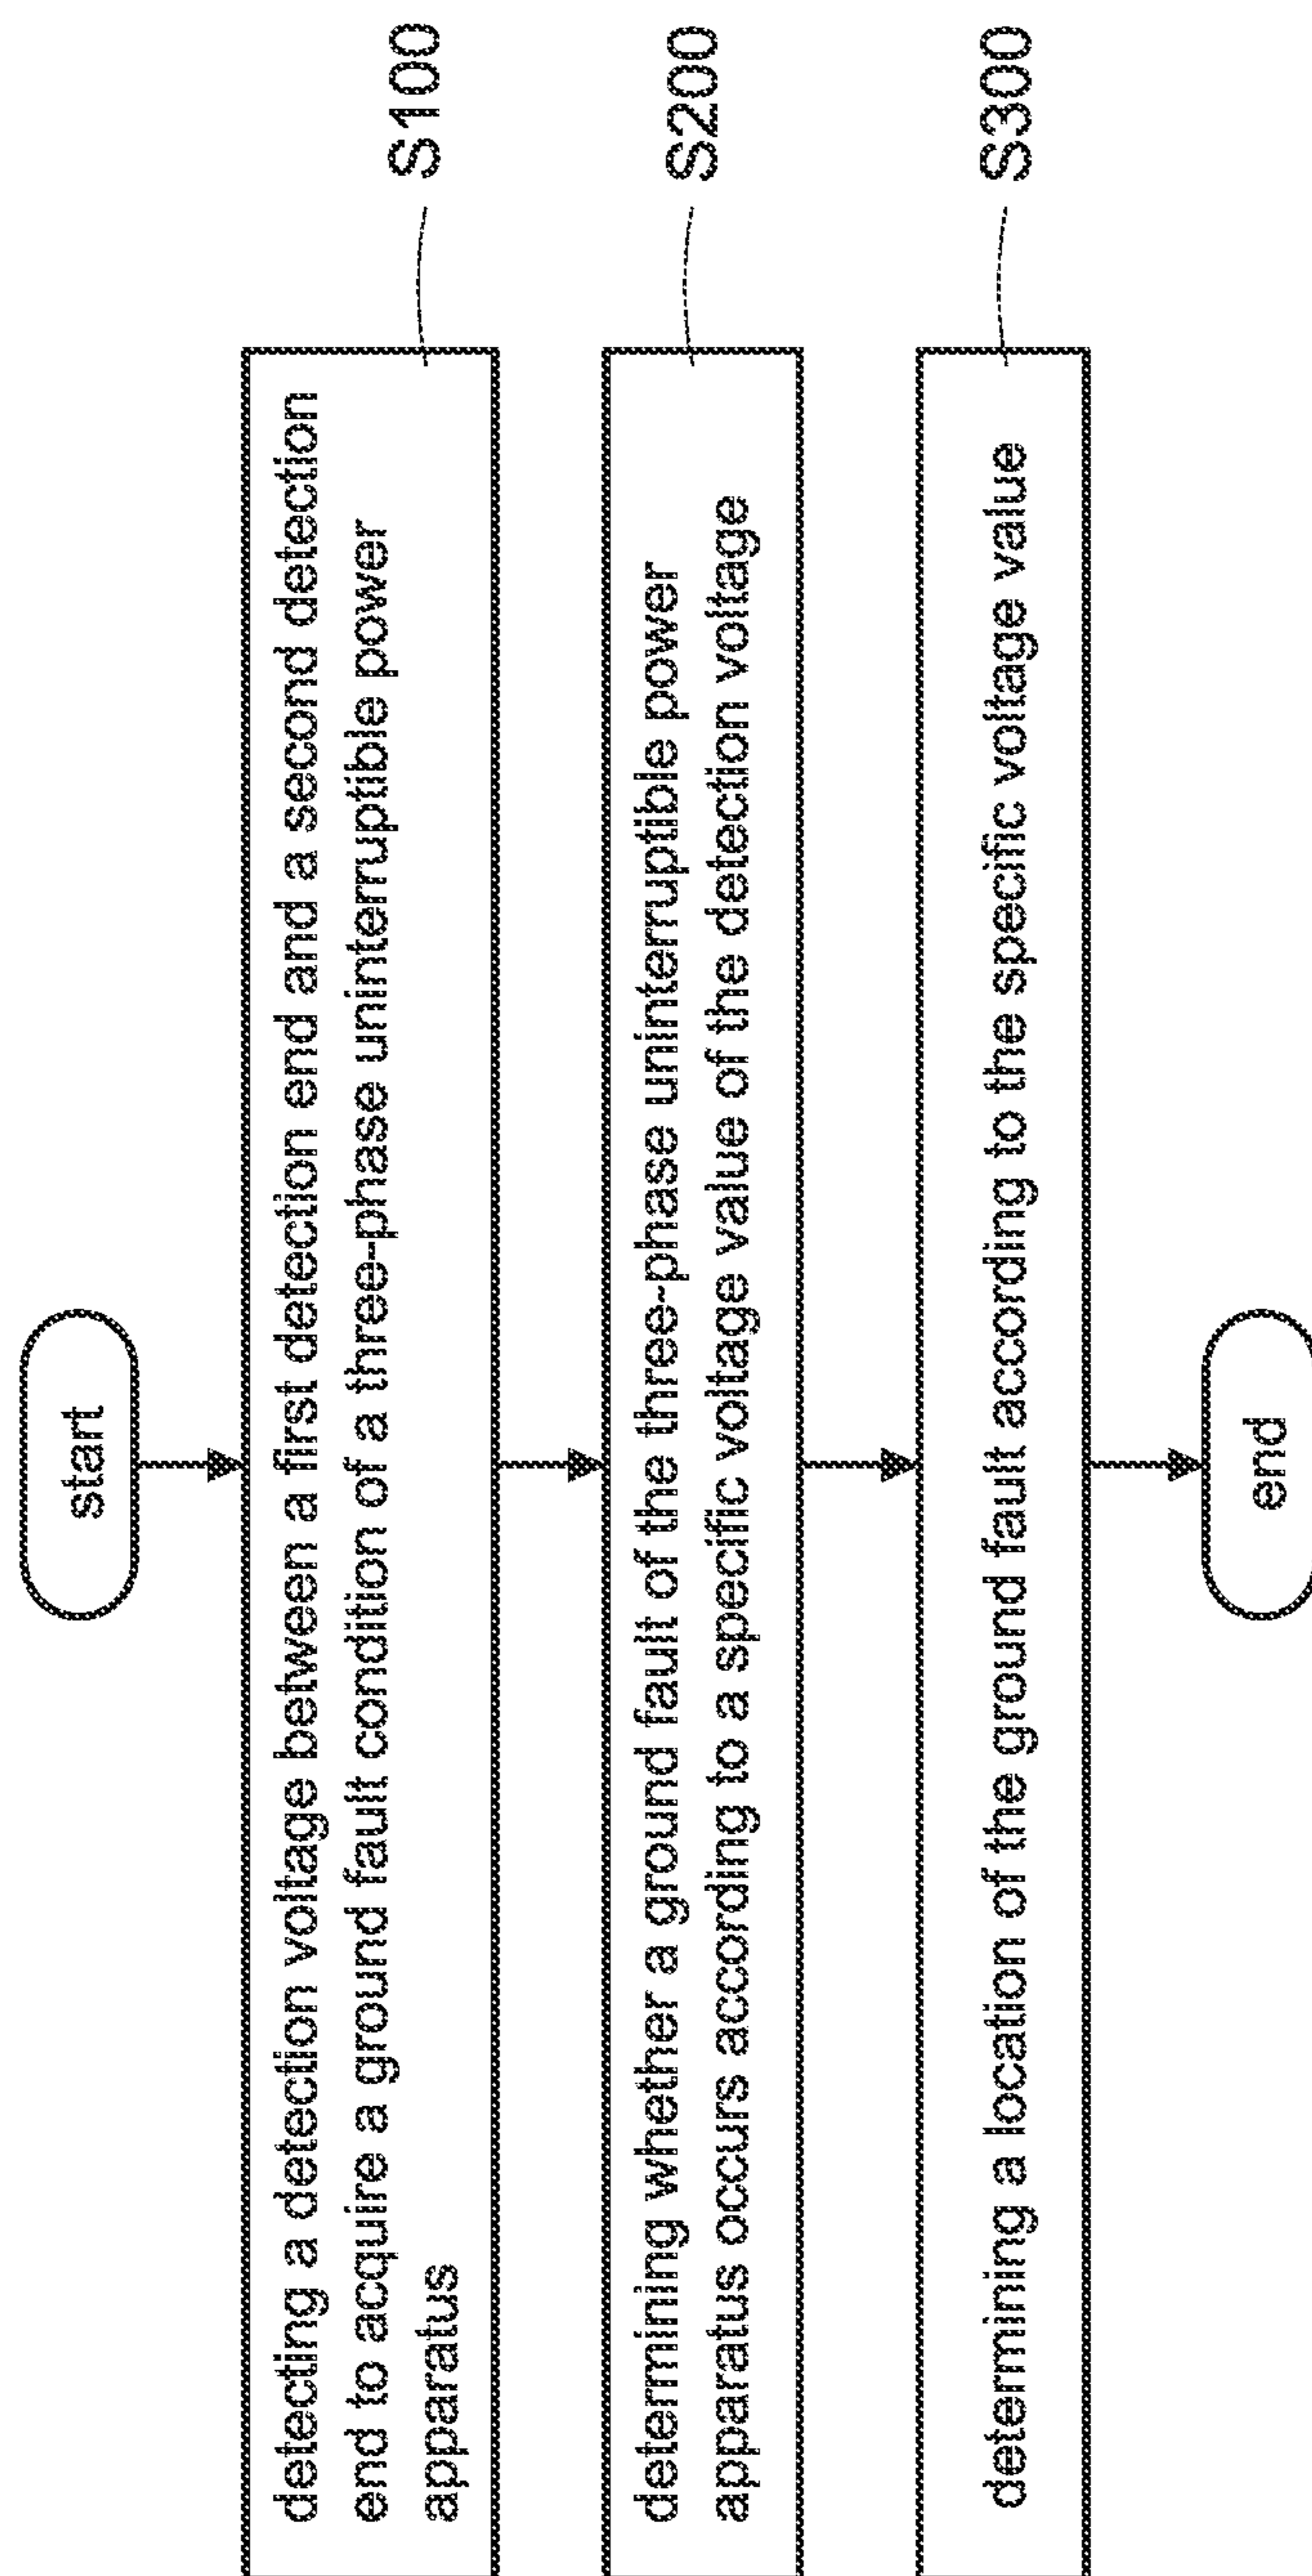 start
detecting a detection voltage between a first detection end and a second detection
end to acquire a ground fault condition of a three-phase uninterruptible power
apparatus
S100
determining whether a ground fault of the three-phase uninterruptible power
apparatus occurs according to a specific voltage value of the detection voltage
S200
determining a location of the ground fault according to the specific voltage value
S300
end